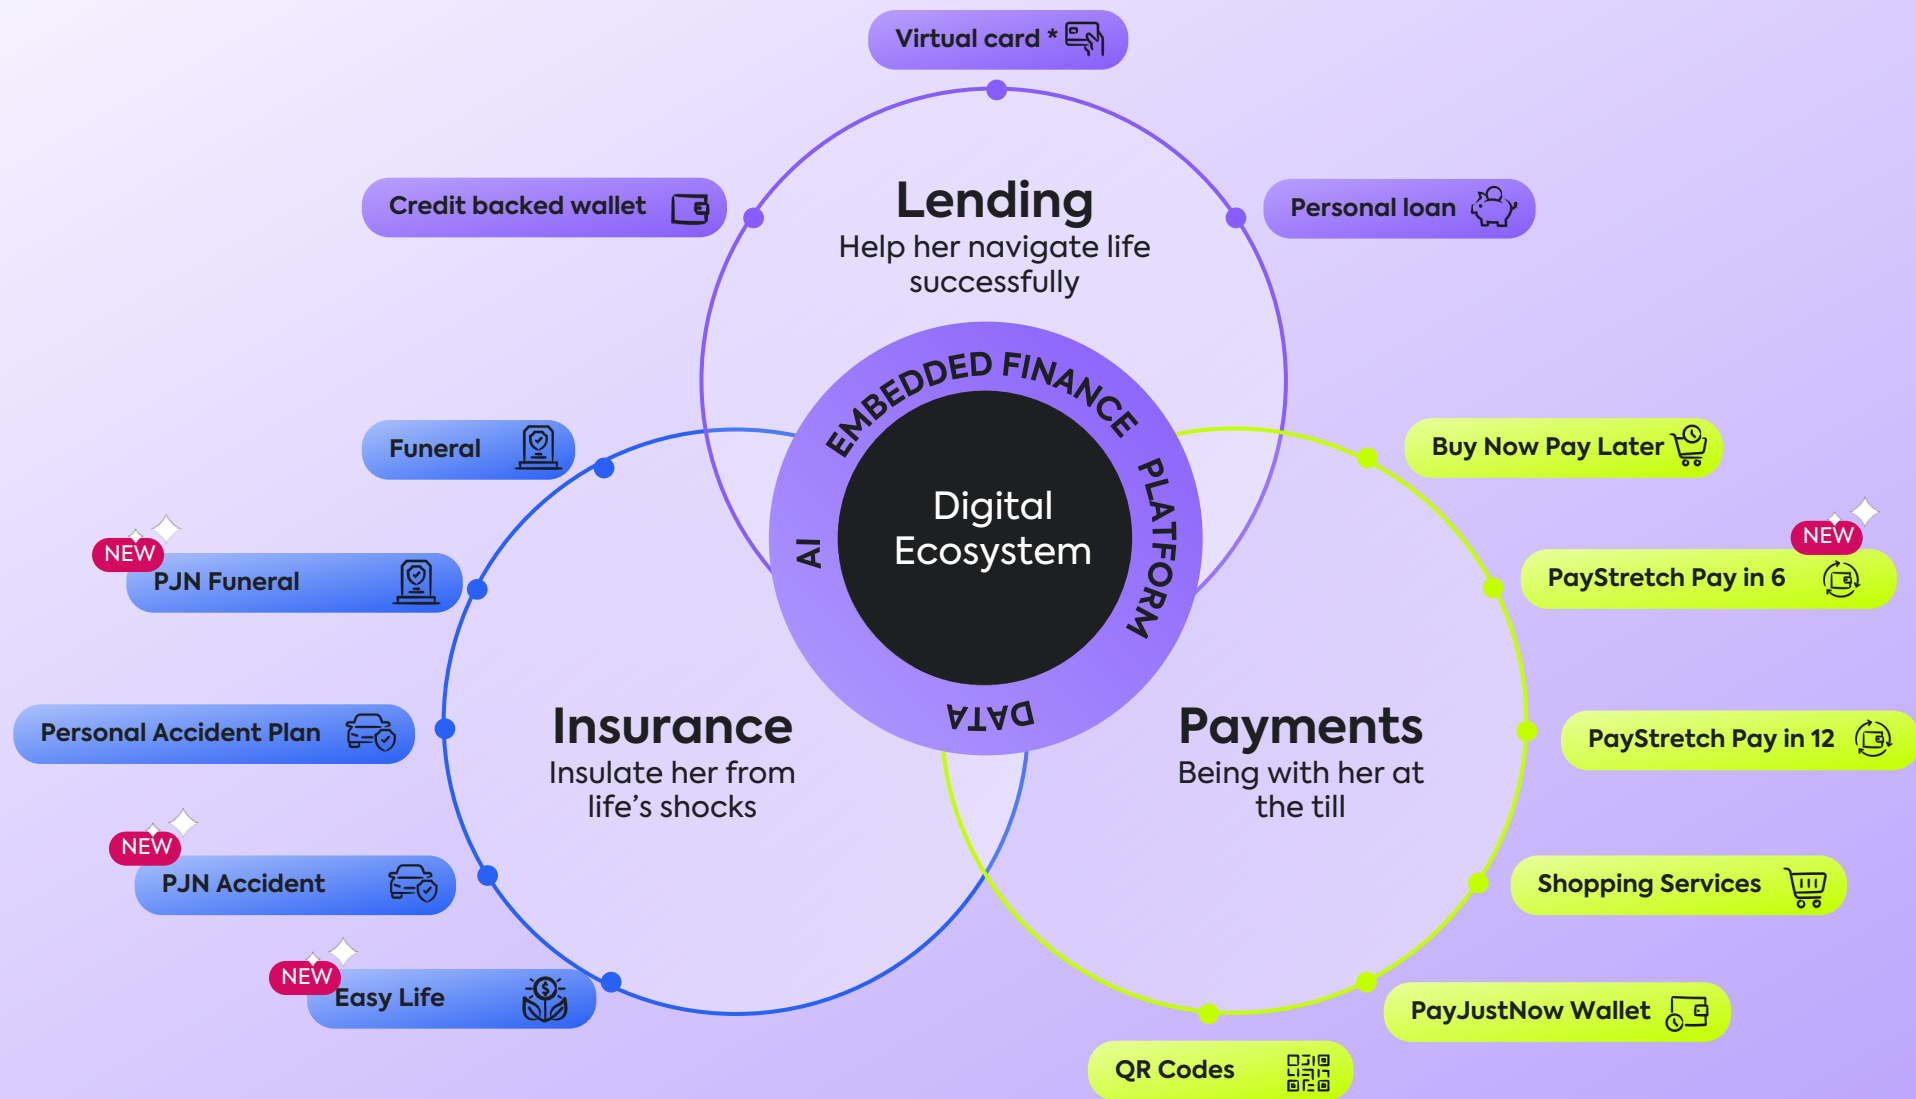 Virtual card *
Credit backed wallet
Personal loan
Lending
Help her navigate life
successfully
EMBEDDED FINANCE PLATFORM
DATA
AI
Digital
Ecosystem
Funeral
NEW
PJN Funeral
Personal Accident Plan
NEW
PJN Accident
NEW
Easy Life
Insurance
Insulate her from
life's shocks
Payments
Being with her at
the till
Buy Now Pay Later
NEW
PayStretch Pay in 6
PayStretch Pay in 12
Shopping Services
PayJustNow Wallet
QR Codes